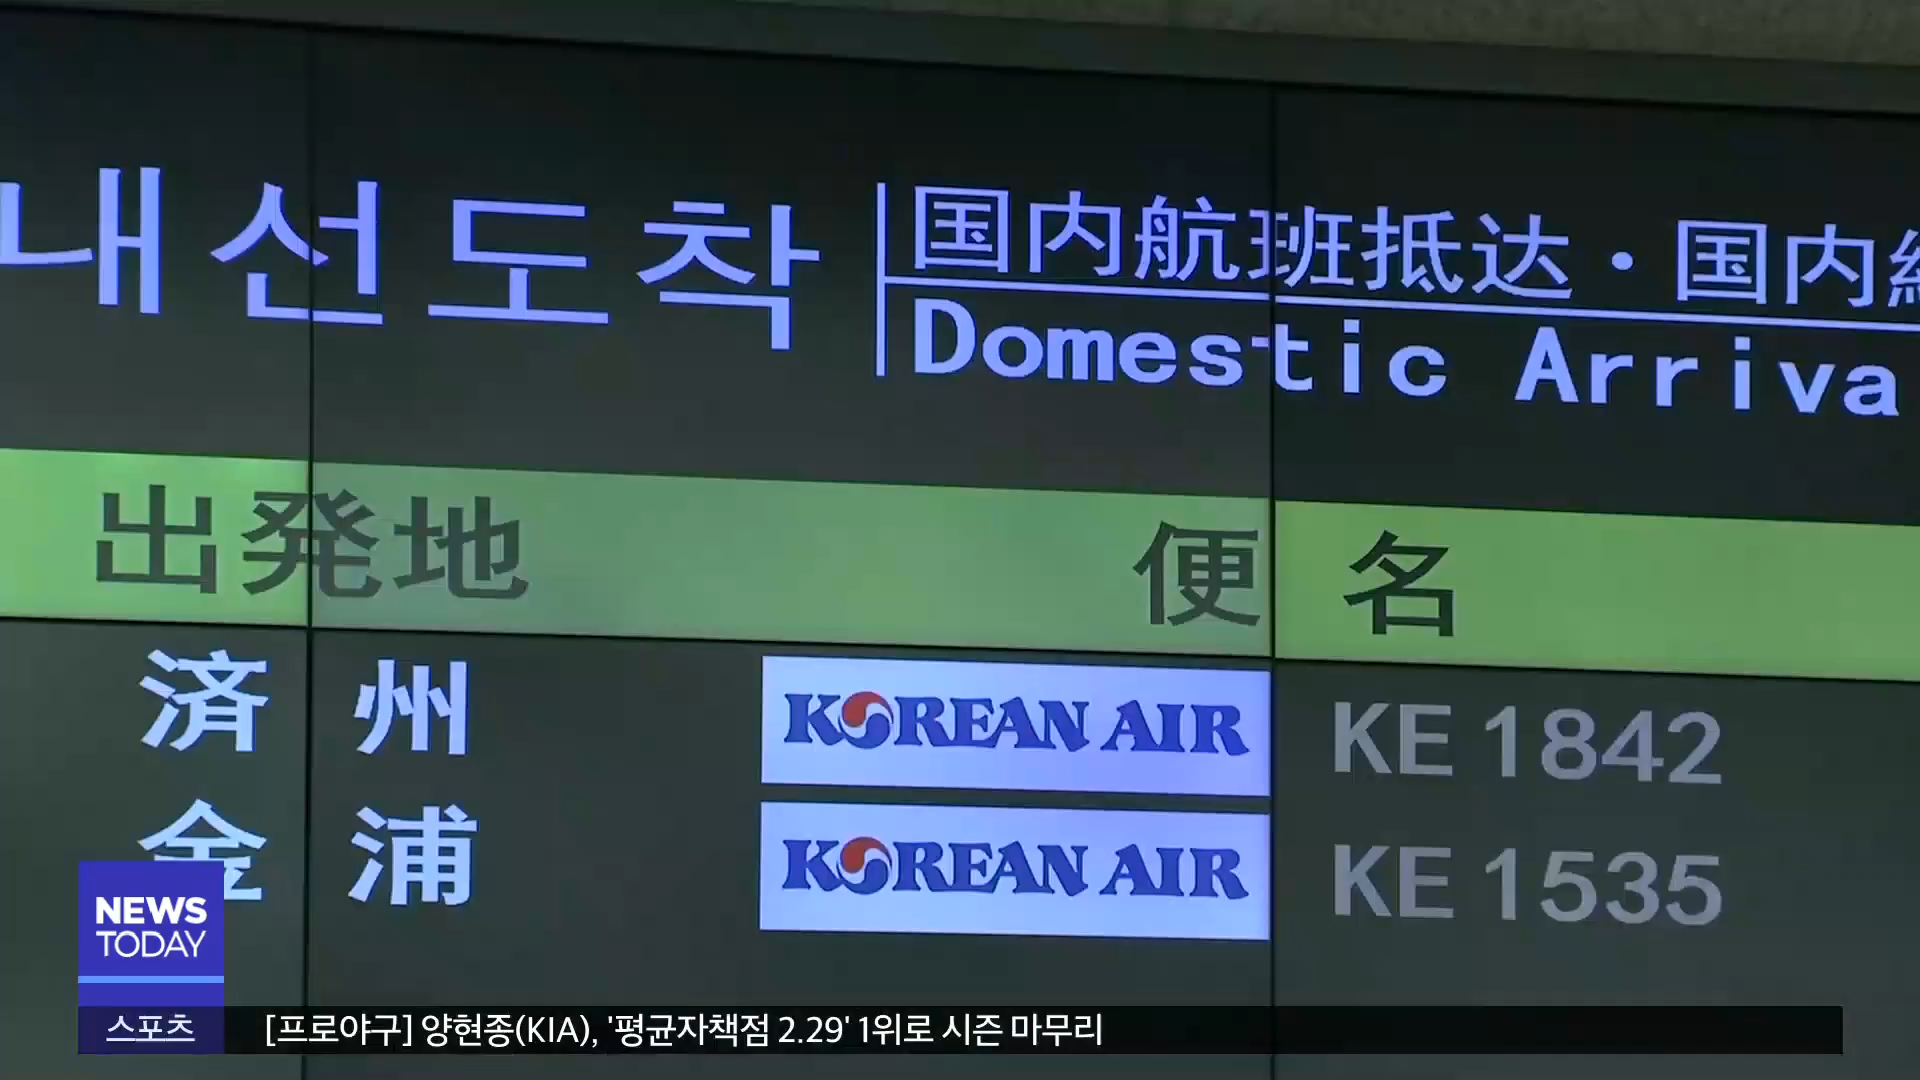 내선도착
国内航班抵达・国内線
Domestic Arriva
出発地 便名
済州 KOREAN AIR KE 1842
金浦 KOREAN AIR KE 1535
NEWS
TODAY
스포츠 [프로야구] 양현종(KIA), '평균자책점 2.29' 1위로 시즌 마무리